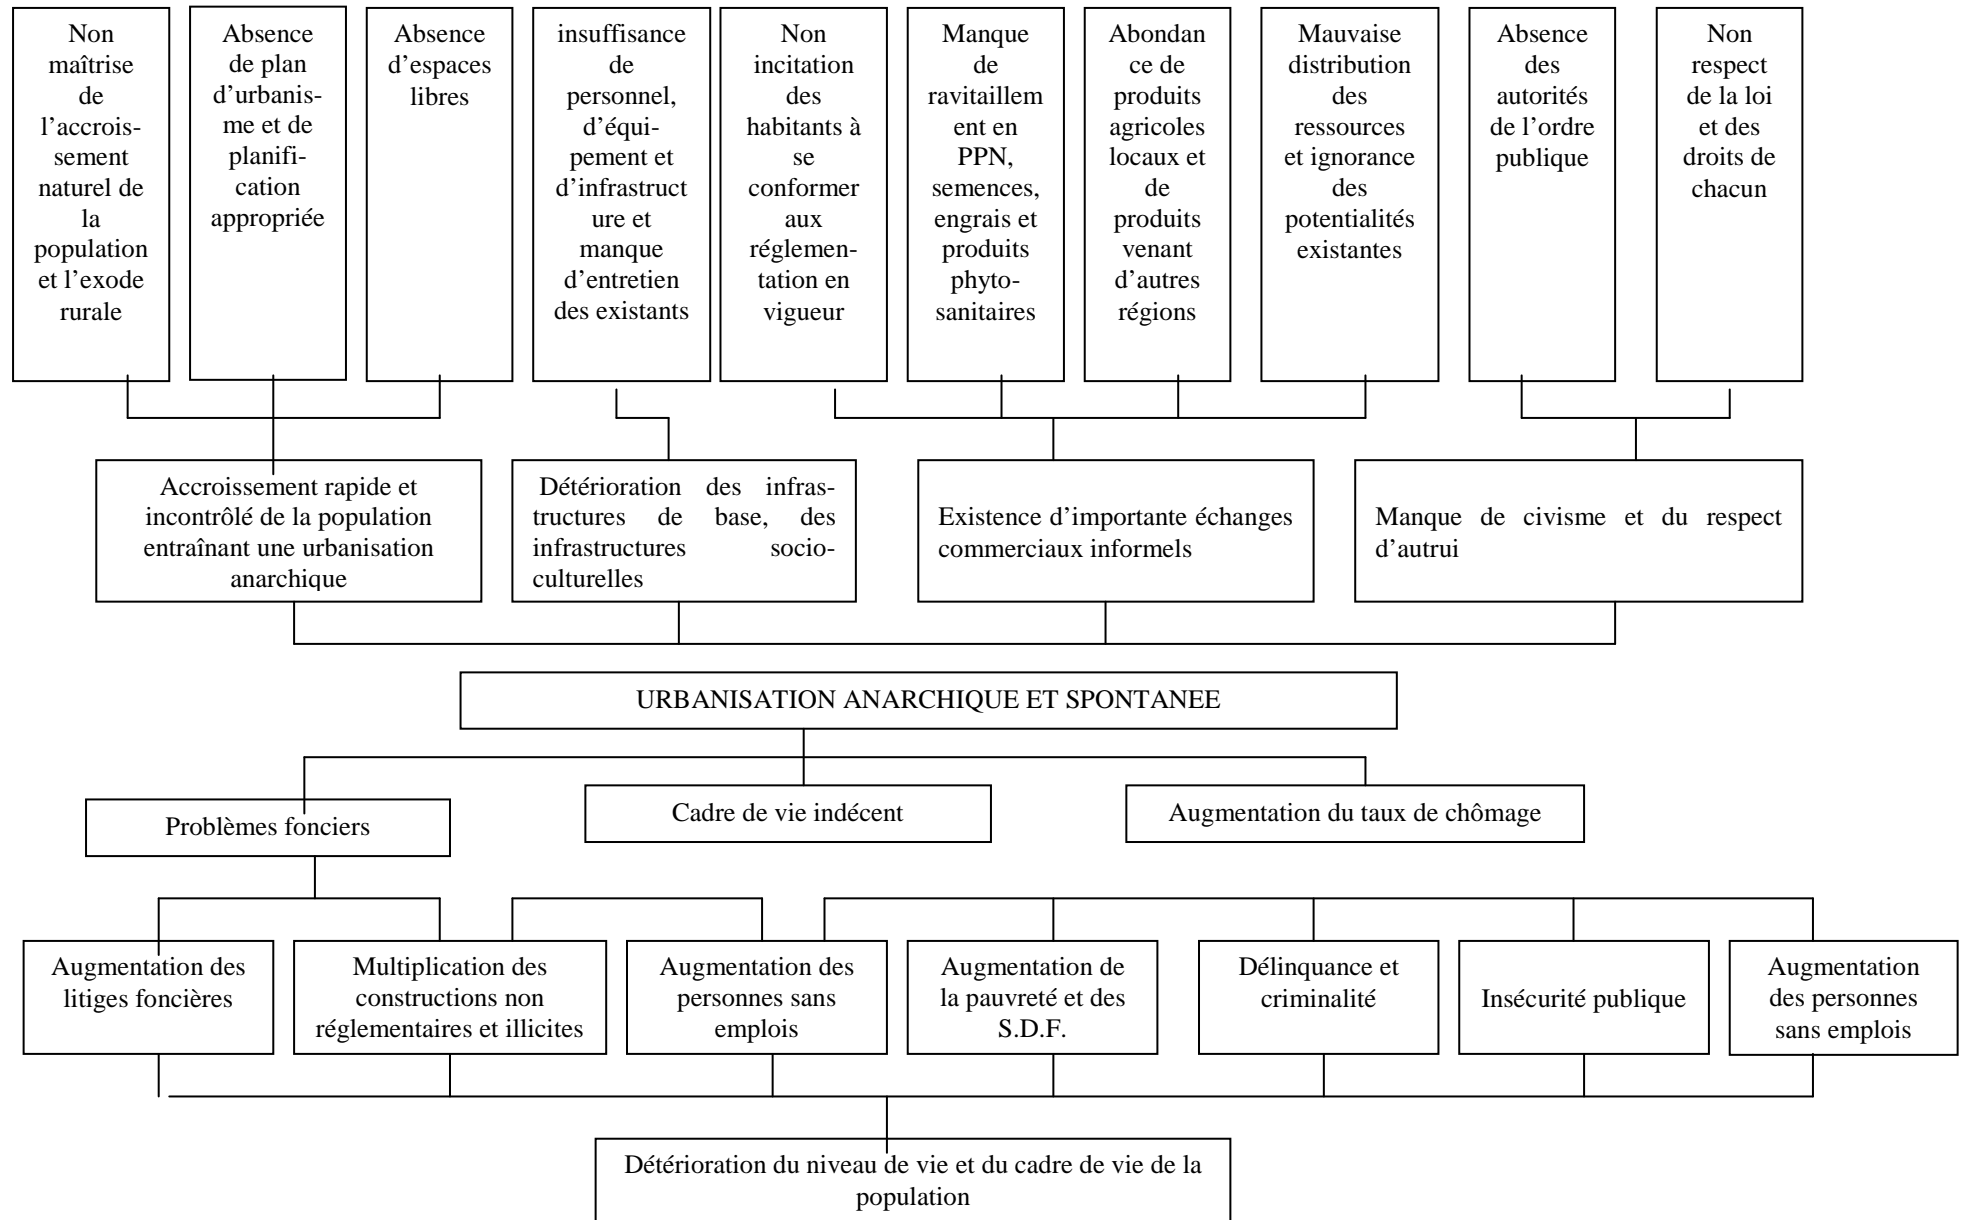 Non
maîtrise
de
l’accrois-
sement
naturel de
la
population
et l’exode
rurale
Absence
de plan
d’urbanis-
me et de
planifi-
cation
appropriée
Absence
d’espaces
libres
insuffisance
de
personnel,
d’équi-
pement et
d’infrastruct
ure et
manque
d’entretien
des existants
Non
incitation
des
habitants à
se
conformer
aux
réglemen-
tation en
vigueur
Manque
de
ravitaillem
ent en
PPN,
semences,
engrais et
produits
phyto-
sanitaires
Abondan
ce de
produits
agricoles
locaux et
de
produits
venant
d’autres
régions
Mauvaise
distribution
des
ressources
et ignorance
des
potentialités
existantes
Absence
des
autorités
de l’ordre
publique
Non
respect
de la loi
et des
droits de
chacun
Accroissement rapide et
incontrôlé de la population
entraînant une urbanisation
anarchique
Détérioration des infras-
tructures de base, des
infrastructures socio-
culturelles
Existence d’importante échanges
commerciaux informels
Manque de civisme et du respect
d’autrui
URBANISATION ANARCHIQUE ET SPONTANEE
Problèmes fonciers
Cadre de vie indécent
Augmentation du taux de chômage
Augmentation des
litiges foncières
Multiplication des
constructions non
réglementaires et illicites
Augmentation des
personnes sans
emplois
Augmentation de
la pauvreté et des
S.D.F.
Délinquance et
criminalité
Insécurité publique
Augmentation
des personnes
sans emplois
Détérioration du niveau de vie et du cadre de vie de la
population